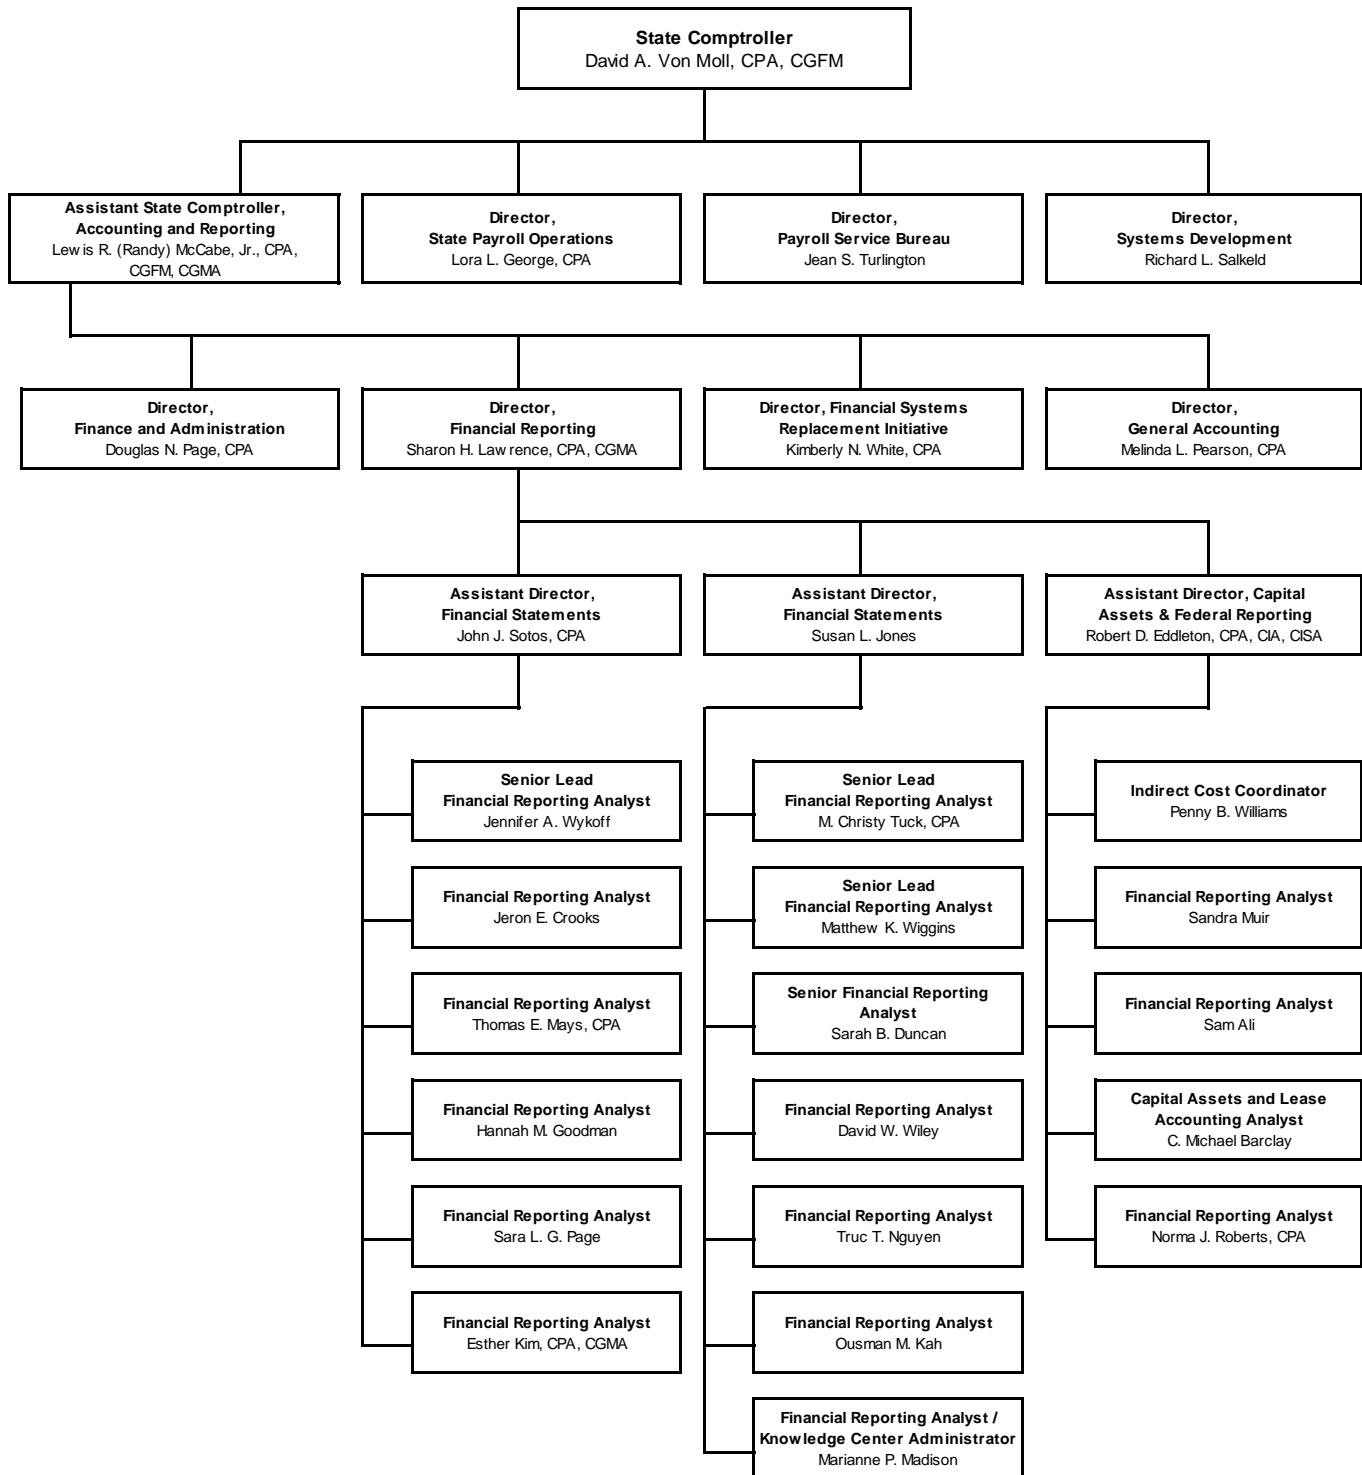 State Comptroller
David A. Von Moll, CPA, CGFM
Assistant State Comptroller,
Accounting and Reporting
Lewis R. (Randy) McCabe, Jr., CPA,
CGFM, CGMA
Director,
State Payroll Operations
Lora L. George, CPA
Director,
Payroll Service Bureau
Jean S. Turlington
Director,
Systems Development
Richard L. Salkeld
Director,
Finance and Administration
Douglas N. Page, CPA
Director,
Financial Reporting
Sharon H. Lawrence, CPA, CGMA
Director, Financial Systems
Replacement Initiative
Kimberly N. White, CPA
Director,
General Accounting
Melinda L. Pearson, CPA
Assistant Director,
Financial Statements
John J. Sotos, CPA
Assistant Director,
Financial Statements
Susan L. Jones
Assistant Director, Capital
Assets & Federal Reporting
Robert D. Eddleton, CPA, CIA, CISA
Senior Lead
Financial Reporting Analyst
Jennifer A. Wykoff
Financial Reporting Analyst
Jeron E. Crooks
Financial Reporting Analyst
Thomas E. Mays, CPA
Financial Reporting Analyst
Hannah M. Goodman
Financial Reporting Analyst
Sara L. G. Page
Financial Reporting Analyst
Esther Kim, CPA, CGMA
Senior Lead
Financial Reporting Analyst
M. Christy Tuck, CPA
Senior Lead
Financial Reporting Analyst
Matthew K. Wiggins
Senior Financial Reporting
Analyst
Sarah B. Duncan
Financial Reporting Analyst
David W. Wiley
Financial Reporting Analyst
Truc T. Nguyen
Financial Reporting Analyst
Ousman M. Kah
Financial Reporting Analyst /
Knowledge Center Administrator
Marianne P. Madison
Indirect Cost Coordinator
Penny B. Williams
Financial Reporting Analyst
Sandra Muir
Financial Reporting Analyst
Sam Ali
Capital Assets and Lease
Accounting Analyst
C. Michael Barclay
Financial Reporting Analyst
Norma J. Roberts, CPA